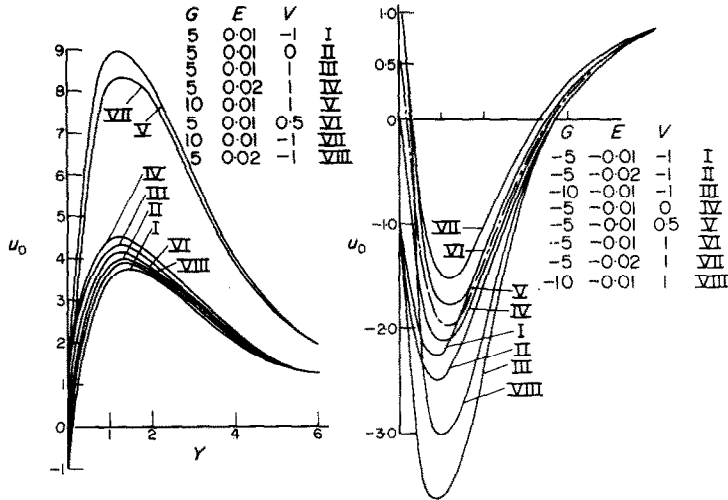 G E V
5 0.01 -1 I
5 0.01 0 II
5 0.01 1 III
5 0.02 1 IV
10 0.01 1 V
5 0.01 0.5 VI
10 0.01 -1 VII
5 0.02 -1 VIII
9
8
7
6
5
4
3
2
1
0
-1
u₀
VII
V
IV
III
II
I
VI
VIII
2
4
6
Y
1.0
0.5
0
-1.0
-2.0
-3.0
u₀
G E V
-5 -0.01 -1 I
-5 -0.02 -1 II
-10 -0.01 -1 III
-5 -0.01 0 IV
-5 -0.01 0.5 V
-5 -0.01 1 VI
-5 -0.02 1 VII
-10 -0.01 1 VIII
VII
VI
V
IV
I
II
III
VIII